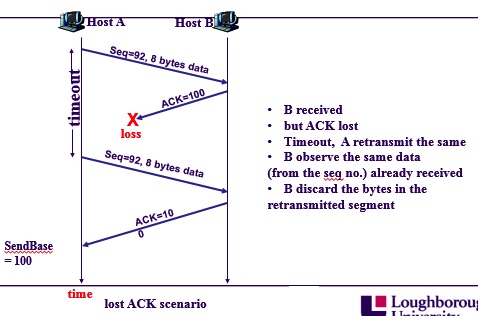 Host A
Host B
Seq=92, 8 bytes data
timeout
ACK=100
X
loss
Seq=92, 8 bytes data
ACK=10
0
SendBase
= 100
time
lost ACK scenario
• B received
• but ACK lost
• Timeout, A retransmit the same
• B observe the same data
(from the seq no.) already received
• B discard the bytes in the
retransmitted segment
Loughborou
University